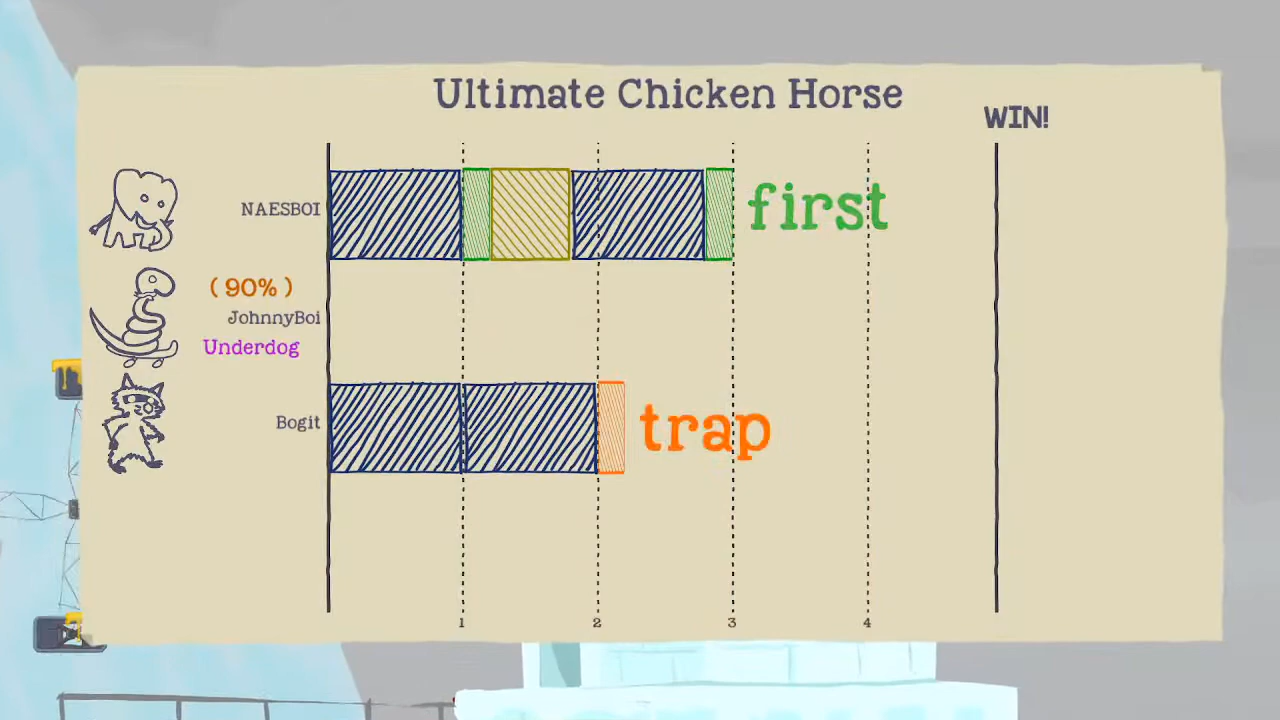 Ultimate Chicken Horse
WIN!
NAESBOI
first
( 90% )
JohnnyBoi
Underdog
Bogit
trap
1 2 3 4